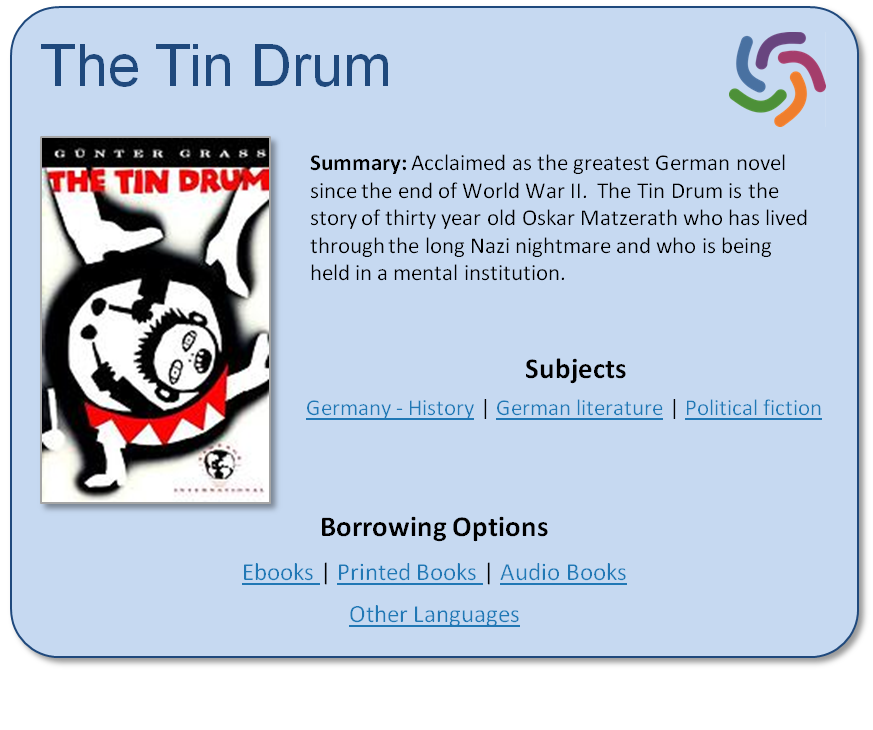 The Tin Drum
GÜNTER GRASS
THE TIN DRUM
INTERNATIONAL
Summary: Acclaimed as the greatest German novel
since the end of World War II.  The Tin Drum is the
story of thirty year old Oskar Matzerath who has lived
through the long Nazi nightmare and who is being
held in a mental institution.
Subjects
Germany - History | German literature | Political fiction
Borrowing Options
Ebooks | Printed Books | Audio Books
Other Languages